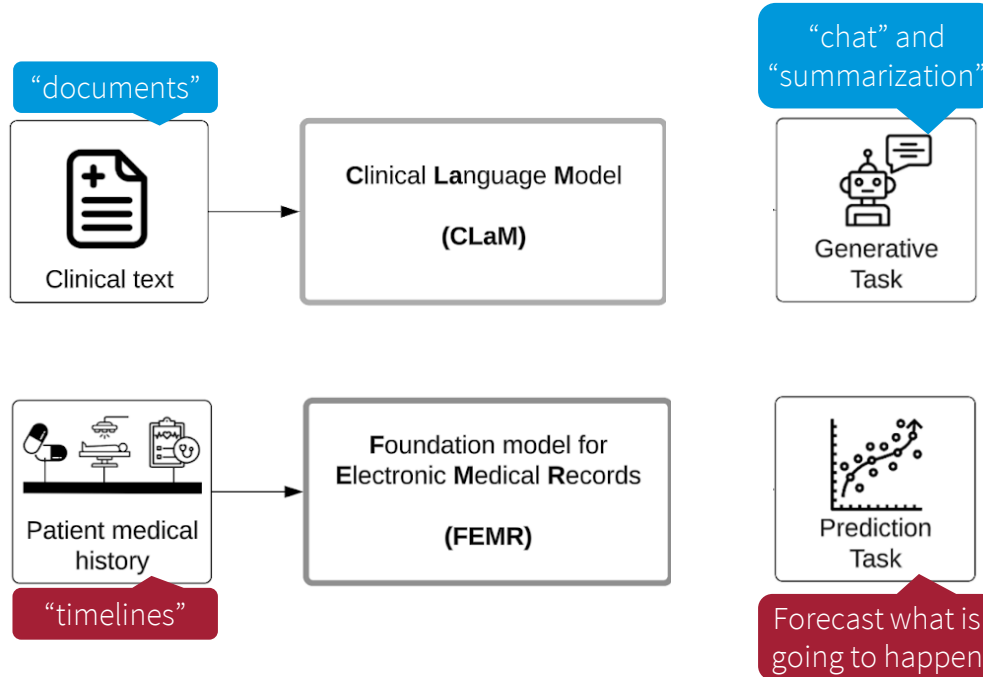 “chat” and
“summarization”
“documents”
Clinical text
Clinical Language Model
(CLaM)
Generative
Task
Patient medical
history
“timelines”
Foundation model for
Electronic Medical Records
(FEMR)
Prediction
Task
Forecast what is
going to happen